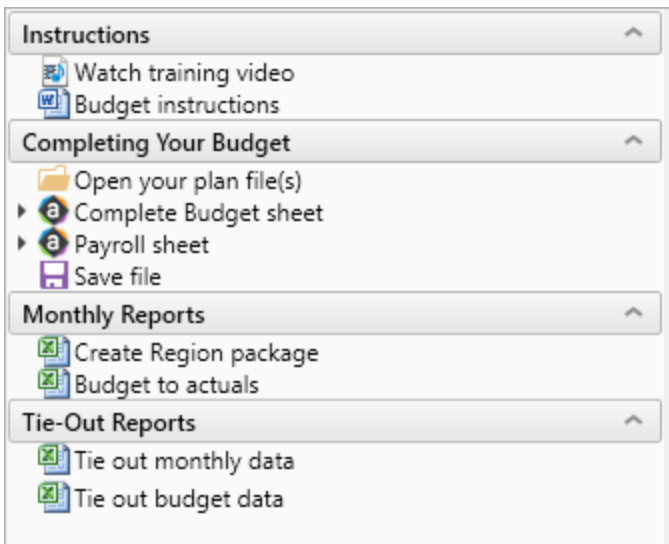 Instructions
Watch training video
Budget instructions
Completing Your Budget
Open your plan file(s)
Complete Budget sheet
Payroll sheet
Save file
Monthly Reports
Create Region package
Budget to actuals
Tie-Out Reports
Tie out monthly data
Tie out budget data